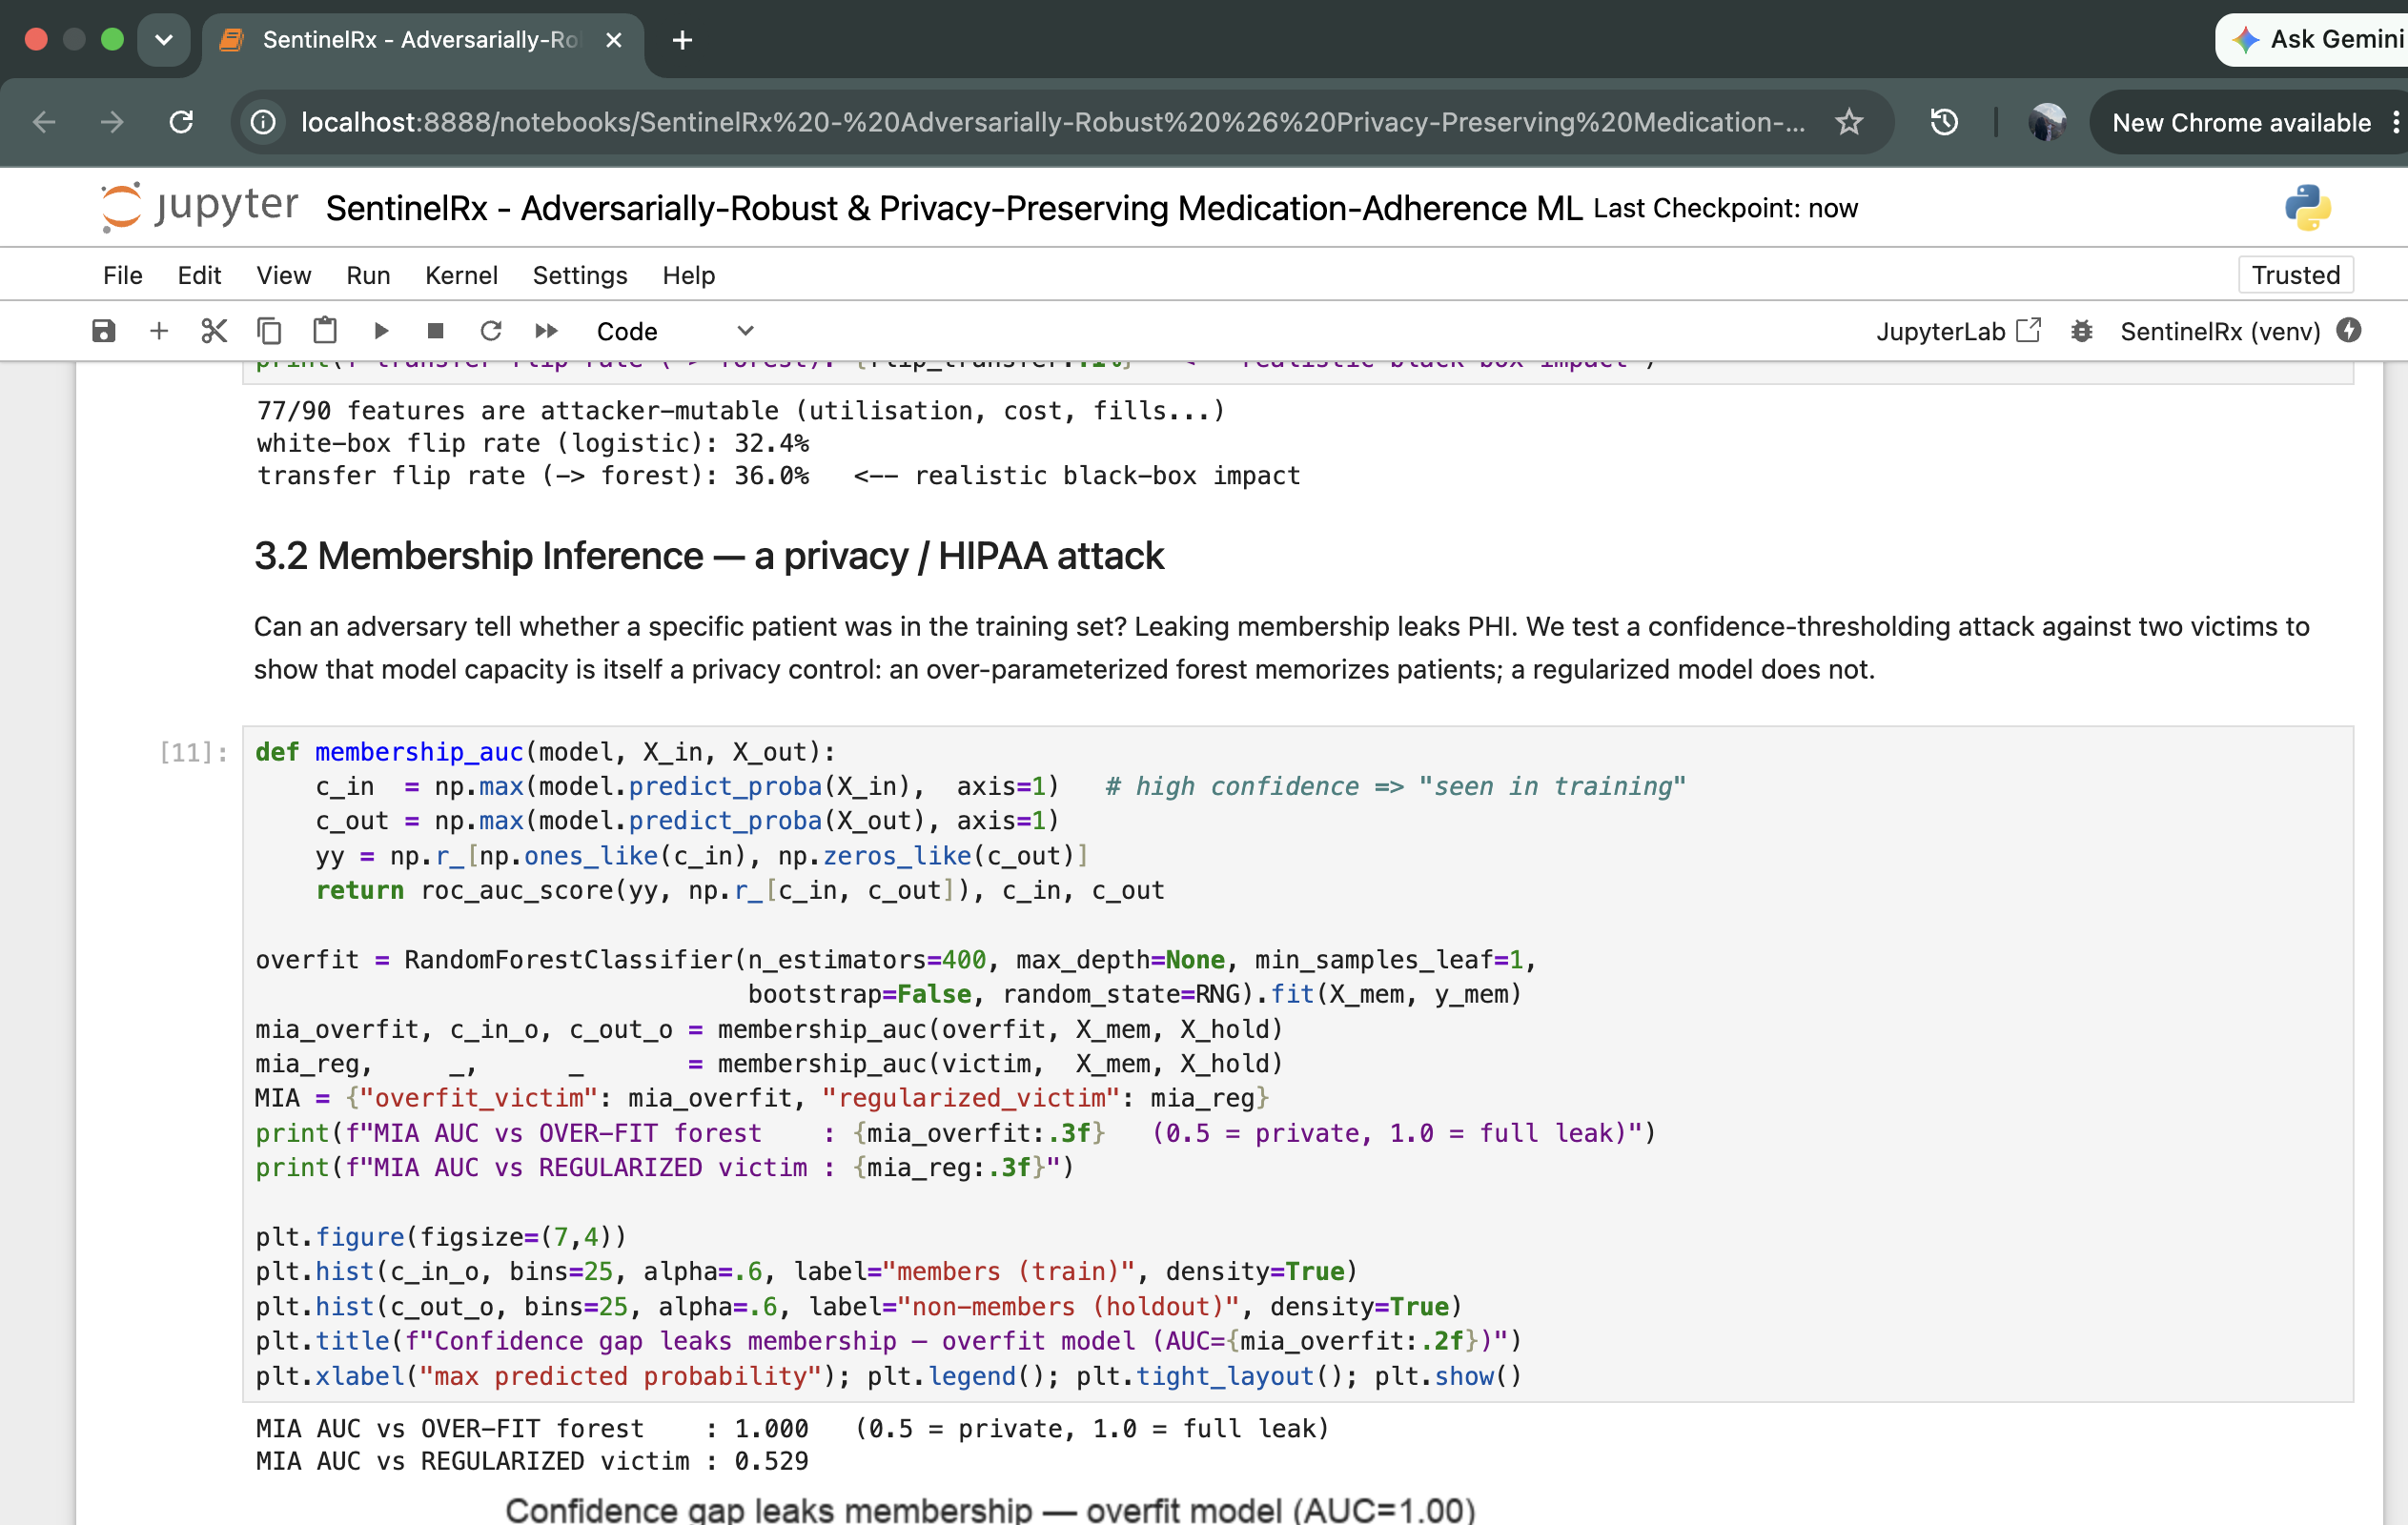 SentinelRx - Adversarially-Ro
Ask Gemini
localhost:8888/notebooks/SentinelRx%20-%20Adversarially-Robust%20%26%20Privacy-Preserving%20Medication-...
New Chrome available
jupyter SentinelRx - Adversarially-Robust & Privacy-Preserving Medication-Adherence ML Last Checkpoint: now
File Edit View Run Kernel Settings Help
Trusted
Code
JupyterLab
SentinelRx (venv)
print(f"transfer flip rate (-> forest): {flip_transfer:.1%}   <-- realistic black-box impact")
77/90 features are attacker-mutable (utilisation, cost, fills...)
white-box flip rate (logistic): 32.4%
transfer flip rate (-> forest): 36.0%   <-- realistic black-box impact
3.2 Membership Inference — a privacy / HIPAA attack
Can an adversary tell whether a specific patient was in the training set? Leaking membership leaks PHI. We test a confidence-thresholding attack against two victims to
show that model capacity is itself a privacy control: an over-parameterized forest memorizes patients; a regularized model does not.
[11]:
def membership_auc(model, X_in, X_out):
    c_in  = np.max(model.predict_proba(X_in),  axis=1)   # high confidence => "seen in training"
    c_out = np.max(model.predict_proba(X_out), axis=1)
    yy = np.r_[np.ones_like(c_in), np.zeros_like(c_out)]
    return roc_auc_score(yy, np.r_[c_in, c_out]), c_in, c_out
overfit = RandomForestClassifier(n_estimators=400, max_depth=None, min_samples_leaf=1,
                                 bootstrap=False, random_state=RNG).fit(X_mem, y_mem)
mia_overfit, c_in_o, c_out_o = membership_auc(overfit, X_mem, X_hold)
mia_reg,     _,      _       = membership_auc(victim,  X_mem, X_hold)
MIA = {"overfit_victim": mia_overfit, "regularized_victim": mia_reg}
print(f"MIA AUC vs OVER-FIT forest    : {mia_overfit:.3f}   (0.5 = private, 1.0 = full leak)")
print(f"MIA AUC vs REGULARIZED victim : {mia_reg:.3f}")
plt.figure(figsize=(7,4))
plt.hist(c_in_o, bins=25, alpha=.6, label="members (train)", density=True)
plt.hist(c_out_o, bins=25, alpha=.6, label="non-members (holdout)", density=True)
plt.title(f"Confidence gap leaks membership — overfit model (AUC={mia_overfit:.2f})")
plt.xlabel("max predicted probability"); plt.legend(); plt.tight_layout(); plt.show()
MIA AUC vs OVER-FIT forest    : 1.000   (0.5 = private, 1.0 = full leak)
MIA AUC vs REGULARIZED victim : 0.529
Confidence gap leaks membership — overfit model (AUC=1.00)